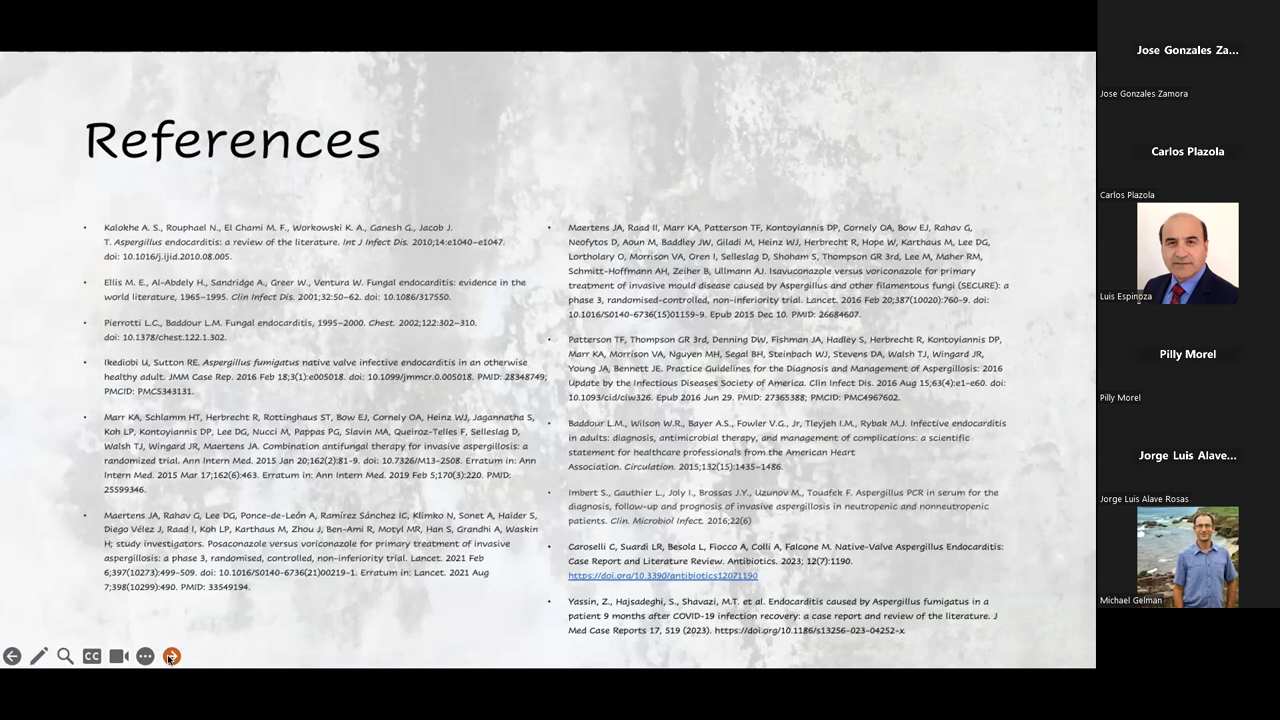 References
Kalokhe A. S., Rouphael N., El Chami M. F., Workowski K. A., Ganesh G., Jacob J.
T. Aspergillus endocarditis: a review of the literature. Int J Infect Dis. 2010;14:e1040–e1047.
doi: 10.1016/j.ijid.2010.08.005.
Ellis M. E., Al-Abdely H., Sandridge A., Greer W., Ventura W. Fungal endocarditis: evidence in the
world literature, 1965–1995. Clin Infect Dis. 2001;32:50–62. doi: 10.1086/317550.
Pierrotti L.C., Baddour L.M. Fungal endocarditis, 1995–2000. Chest. 2002;122:302–310.
doi: 10.1378/chest.122.1.302.
Ikediobi U, Sutton RE. Aspergillus fumigatus native valve infective endocarditis in an otherwise
healthy adult. JMM Case Rep. 2016 Feb 18;3(1):e005018. doi: 10.1099/jmmcr.0.005018. PMID: 28348749;
PMCID: PMC5343131.
Marr KA, Schlamm HT, Herbrecht R, Rottinghaus ST, Bow EJ, Cornely OA, Heinz WJ, Jagannatha S,
Koh LP, Kontoyiannis DP, Lee DG, Nucci M, Pappas PG, Slavin MA, Queiroz-Telles F, Selleslag D,
Walsh TJ, Wingard JR, Maertens JA. Combination antifungal therapy for invasive aspergillosis: a
randomized trial. Ann Intern Med. 2015 Jan 20;162(2):81-9. doi: 10.7326/M13-2508. Erratum in: Ann
Intern Med. 2015 Mar 17;162(6):463. Erratum in: Ann Intern Med. 2019 Feb 5;170(3):220. PMID:
25599346.
Maertens JA, Rahav G, Lee DG, Ponce-de-León A, Ramírez Sánchez IC, Klimko N, Sonet A, Haider S,
Diego Vélez J, Raad I, Koh LP, Karthaus M, Zhou J, Ben-Ami R, Motyl MR, Han S, Grandhi A, Waskin
H; study investigators. Posaconazole versus voriconazole for primary treatment of invasive
aspergillosis: a phase 3, randomised, controlled, non-inferiority trial. Lancet. 2021 Feb
6;397(10273):499-509. doi: 10.1016/S0140-6736(21)00219-1. Erratum in: Lancet. 2021 Aug
7;398(10299):490. PMID: 33549194.
Maertens JA, Raad II, Marr KA, Patterson TF, Kontoyiannis DP, Cornely OA, Bow EJ, Rahav G,
Neofytos D, Aoun M, Baddley JW, Giladi M, Heinz WJ, Herbrecht R, Hope W, Karthaus M, Lee DG,
Lortholary O, Morrison VA, Oren I, Selleslag D, Shoham S, Thompson GR 3rd, Lee M, Maher RM,
Schmitt-Hoffmann AH, Zeiher B, Ullmann AJ. Isavuconazole versus voriconazole for primary
treatment of invasive mould disease caused by Aspergillus and other filamentous fungi (SECURE): a
phase 3, randomised-controlled, non-inferiority trial. Lancet. 2016 Feb 20;387(10020):760-9. doi:
10.1016/S0140-6736(15)01159-9. Epub 2015 Dec 10. PMID: 26684607.
Patterson TF, Thompson GR 3rd, Denning DW, Fishman JA, Hadley S, Herbrecht R, Kontoyiannis DP,
Marr KA, Morrison VA, Nguyen MH, Segal BH, Steinbach WJ, Stevens DA, Walsh TJ, Wingard JR,
Young JA, Bennett JE. Practice Guidelines for the Diagnosis and Management of Aspergillosis: 2016
Update by the Infectious Diseases Society of America. Clin Infect Dis. 2016 Aug 15;63(4):e1-e60. doi:
10.1093/cid/ciw326. Epub 2016 Jun 29. PMID: 27365388; PMCID: PMC4967602.
Baddour L.M., Wilson W.R., Bayer A.S., Fowler V.G., Jr, Tleyjeh I.M., Rybak M.J. Infective endocarditis
in adults: diagnosis, antimicrobial therapy, and management of complications: a scientific
statement for healthcare professionals from the American Heart
Association. Circulation. 2015;132(15):1435–1486.
Imbert S., Gauthier L., Joly I., Brossas J.Y., Uzunov M., Touafek F. Aspergillus PCR in serum for the
diagnosis, follow-up and prognosis of invasive aspergillosis in neutropenic and nonneutropenic
patients. Clin. Microbiol Infect. 2016;22(6)
Caroselli C, Suardi LR, Besola L, Fiocco A, Colli A, Falcone M. Native-Valve Aspergillus Endocarditis:
Case Report and Literature Review. Antibiotics. 2023; 12(7):1190.
https://doi.org/10.3390/antibiotics12071190
Yassin, Z., Hajsadeghi, S., Shavazi, M.T. et al. Endocarditis caused by Aspergillus fumigatus in a
patient 9 months after COVID-19 infection recovery: a case report and review of the literature. J
Med Case Reports 17, 519 (2023). https://doi.org/10.1186/s13256-023-04252-x
CC
Jose Gonzales Za...
Jose Gonzales Zamora
Carlos Plazola
Carlos Plazola
Luis Espinoza
Pilly Morel
Pilly Morel
Jorge Luis Alave...
Jorge Luis Alave Rosas
Michael Gelman